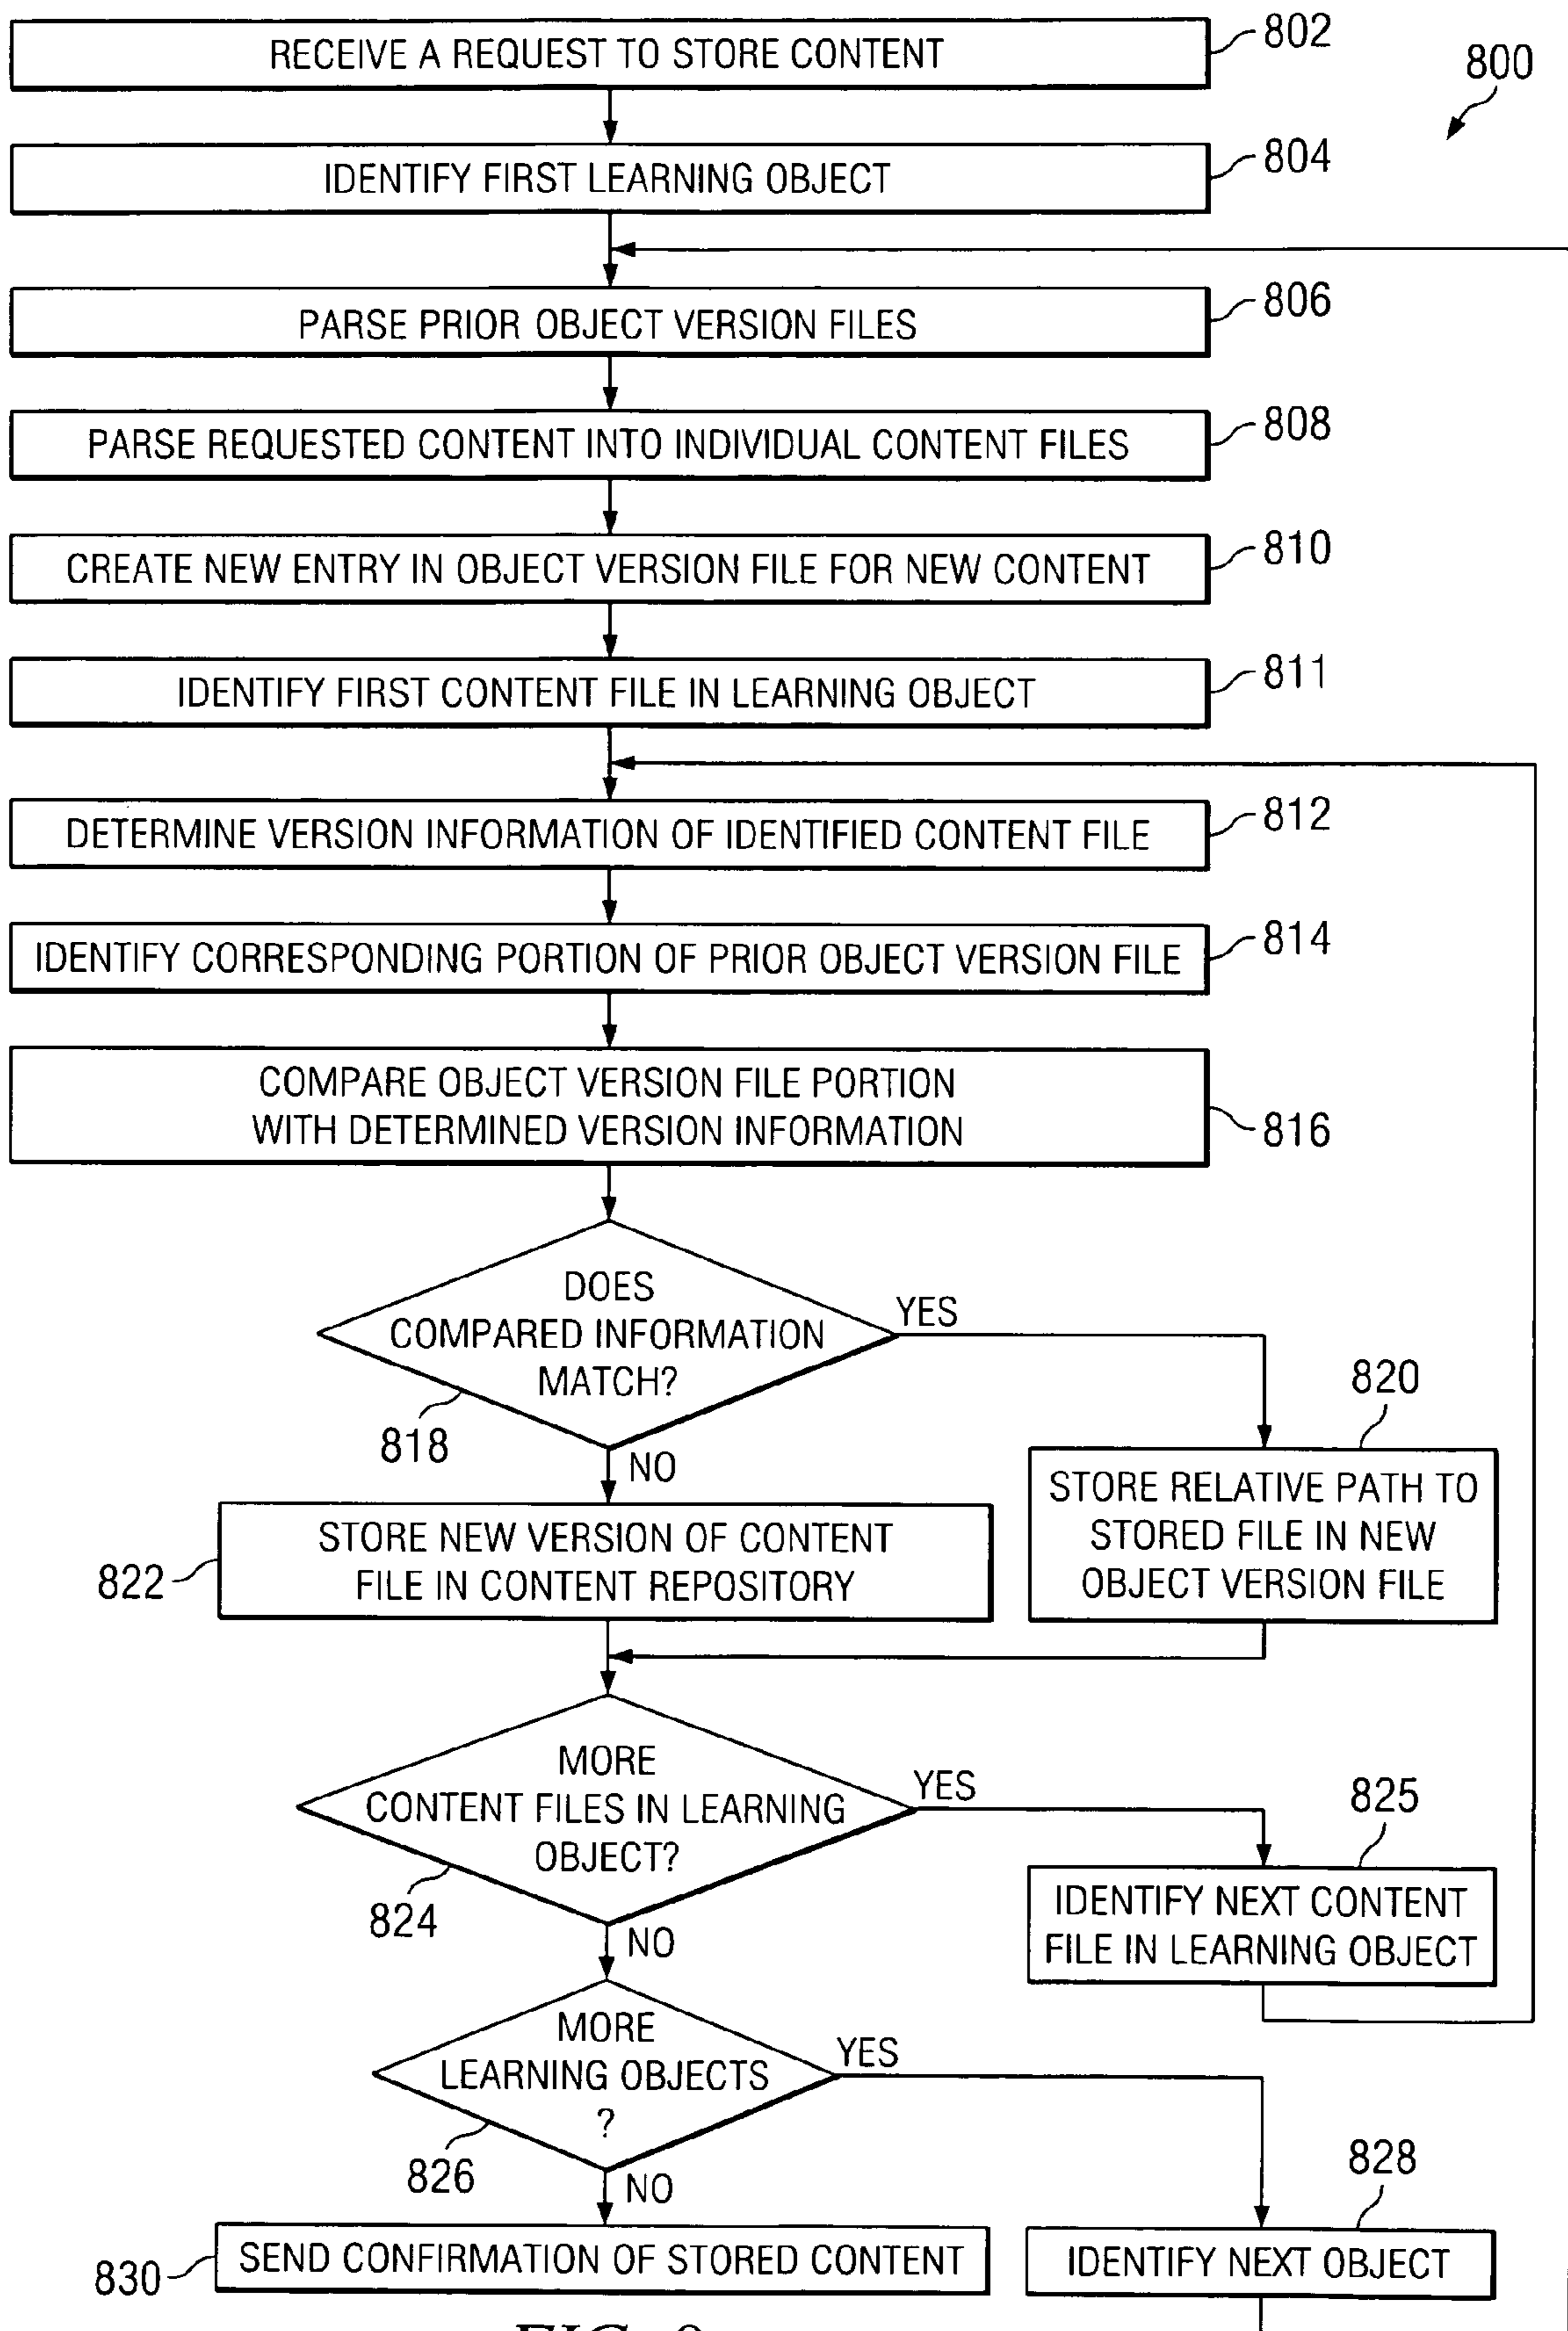 RECEIVE A REQUEST TO STORE CONTENT
802
800
IDENTIFY FIRST LEARNING OBJECT
804
PARSE PRIOR OBJECT VERSION FILES
806
PARSE REQUESTED CONTENT INTO INDIVIDUAL CONTENT FILES
808
CREATE NEW ENTRY IN OBJECT VERSION FILE FOR NEW CONTENT
810
IDENTIFY FIRST CONTENT FILE IN LEARNING OBJECT
811
DETERMINE VERSION INFORMATION OF IDENTIFIED CONTENT FILE
812
IDENTIFY CORRESPONDING PORTION OF PRIOR OBJECT VERSION FILE
814
COMPARE OBJECT VERSION FILE PORTION
WITH DETERMINED VERSION INFORMATION
816
DOES
COMPARED INFORMATION
MATCH?
YES
818
NO
820
STORE RELATIVE PATH TO
STORED FILE IN NEW
OBJECT VERSION FILE
STORE NEW VERSION OF CONTENT
FILE IN CONTENT REPOSITORY
822
MORE
CONTENT FILES IN LEARNING
OBJECT?
YES
824
NO
825
IDENTIFY NEXT CONTENT
FILE IN LEARNING OBJECT
MORE
LEARNING OBJECTS
?
YES
826
NO
828
IDENTIFY NEXT OBJECT
SEND CONFIRMATION OF STORED CONTENT
830